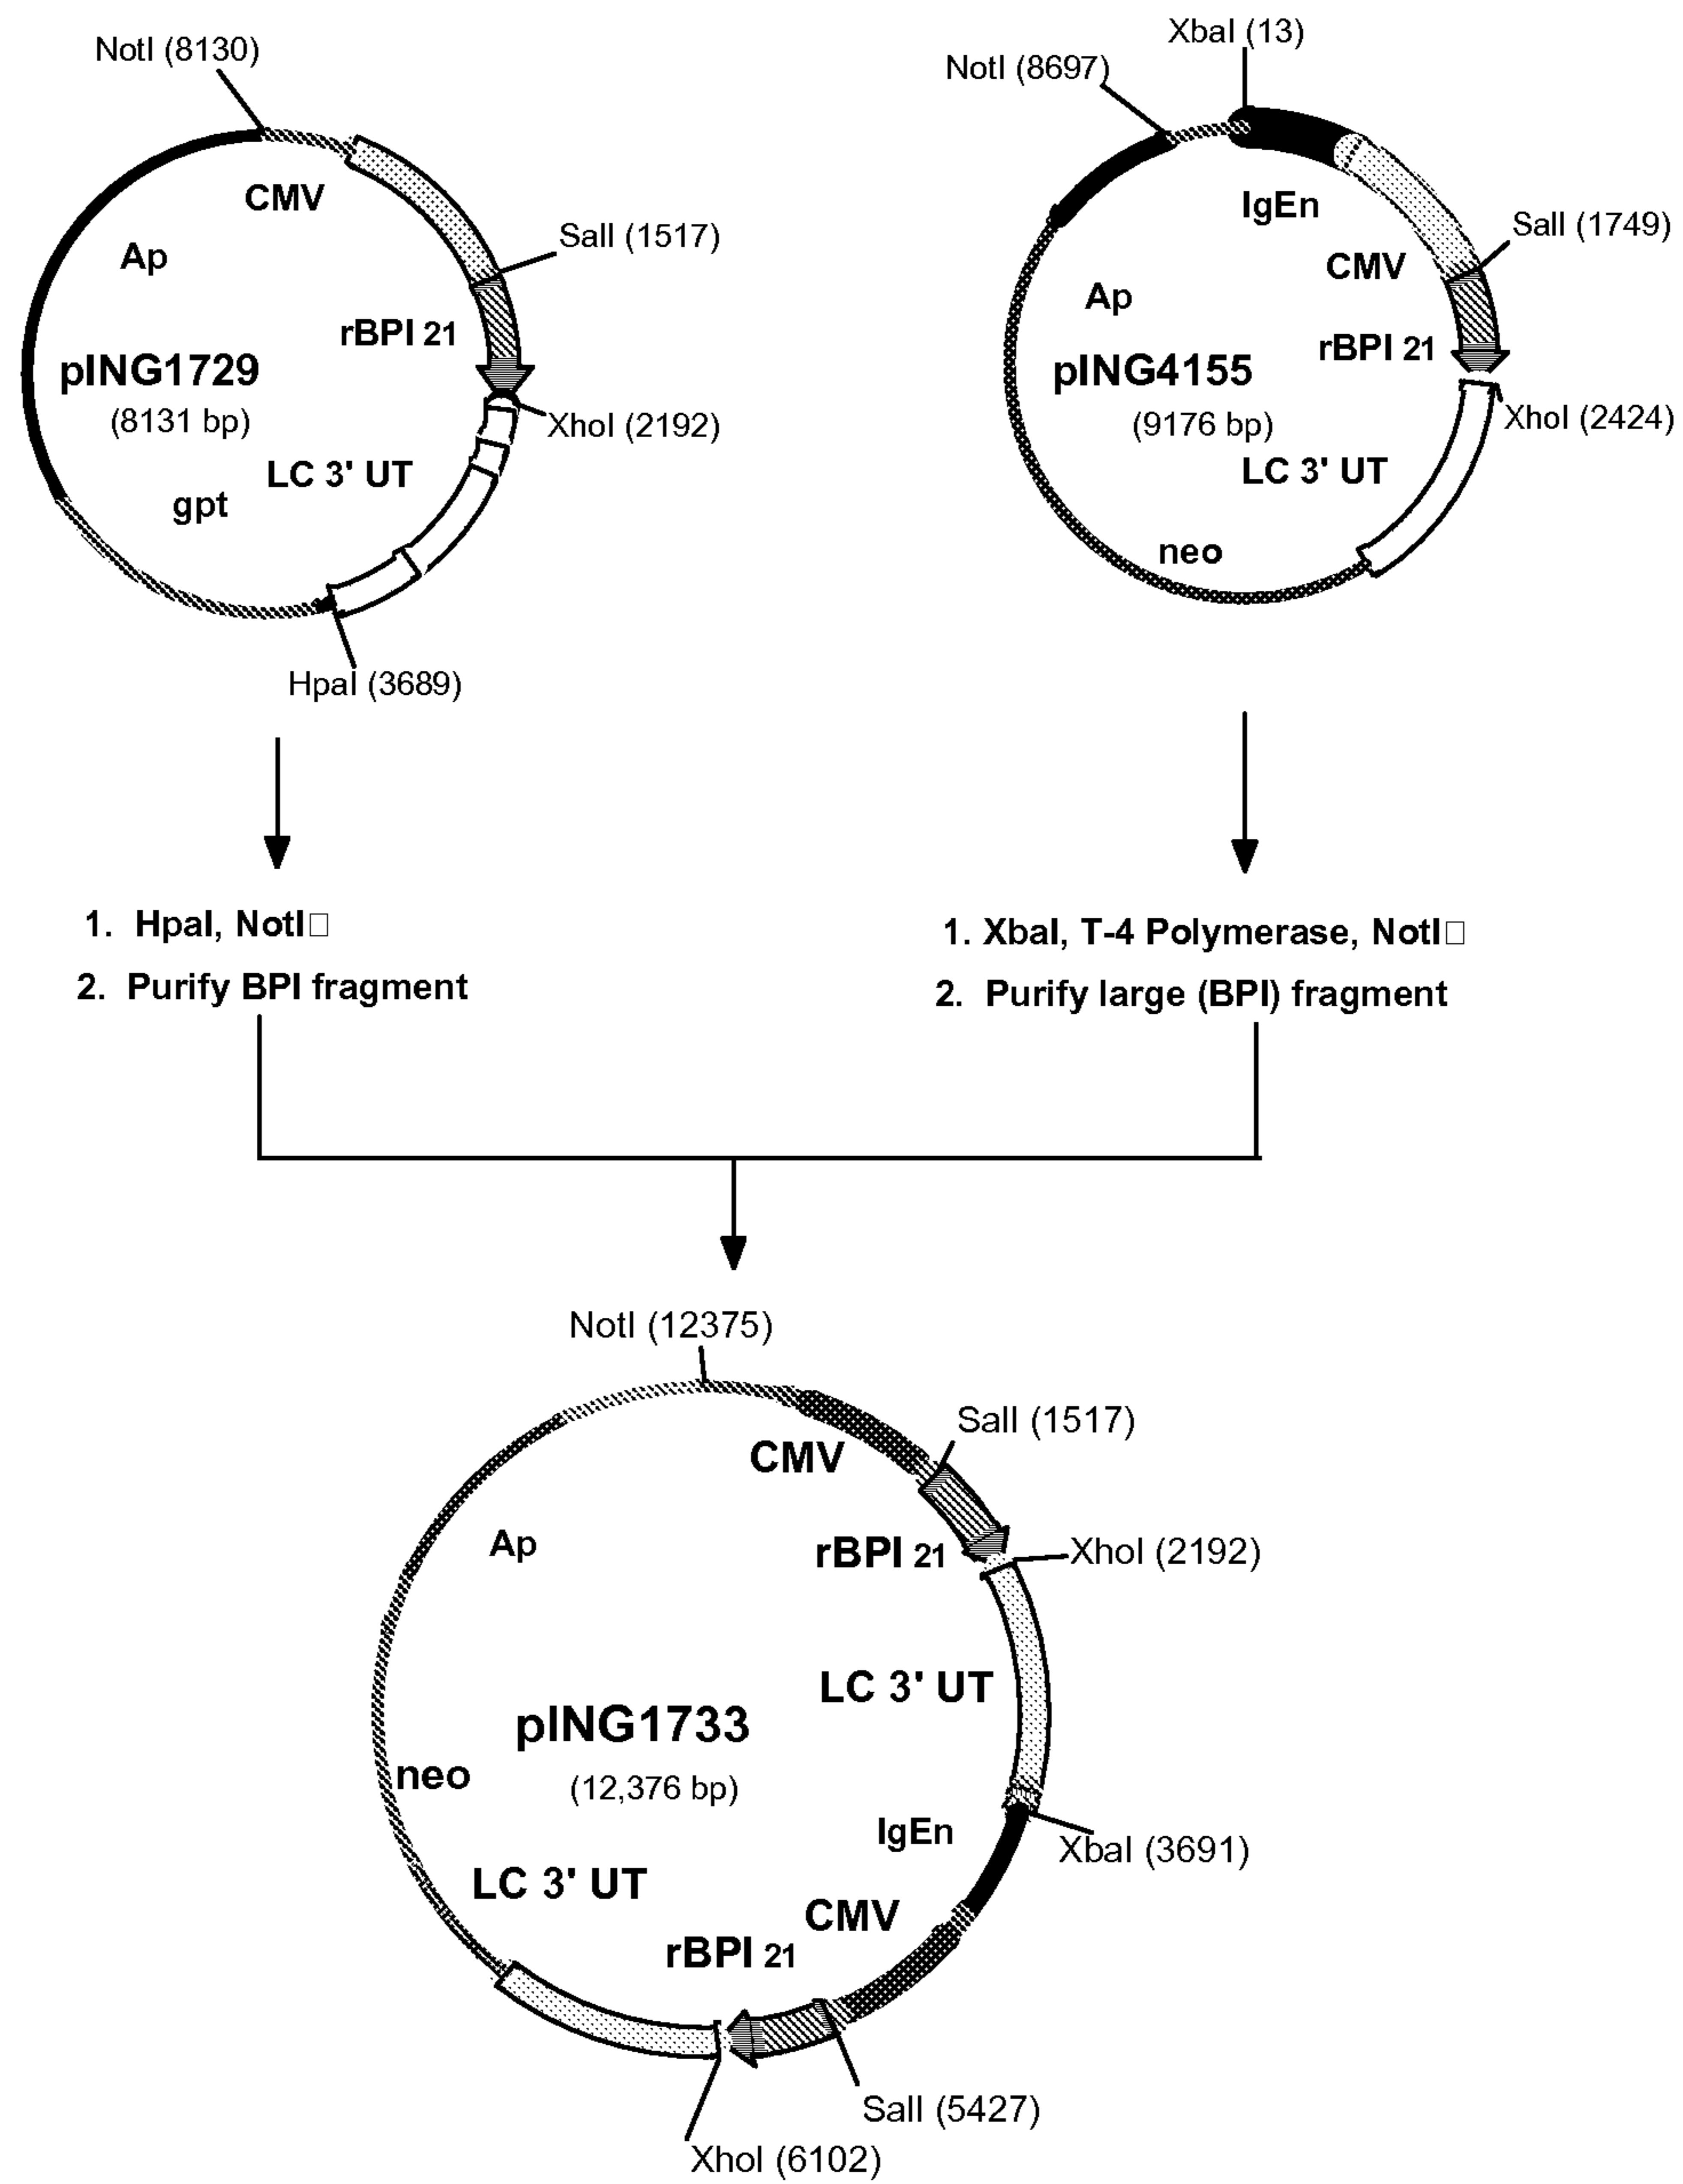 NotI (8130)
CMV
Ap
SalI (1517)
rBPI 21
pING1729
(8131 bp)
XhoI (2192)
LC 3' UT
gpt
HpaI (3689)
XbaI (13)
NotI (8697)
IgEn
SalI (1749)
CMV
Ap
rBPI 21
pING4155
(9176 bp)
XhoI (2424)
LC 3' UT
neo
1. HpaI, NotI□
2. Purify BPI fragment
1. XbaI, T-4 Polymerase, NotI□
2. Purify large (BPI) fragment
NotI (12375)
SalI (1517)
CMV
Ap
rBPI 21
XhoI (2192)
LC 3' UT
pING1733
(12,376 bp)
neo
IgEn
XbaI (3691)
LC 3' UT
CMV
rBPI 21
SalI (5427)
XhoI (6102)